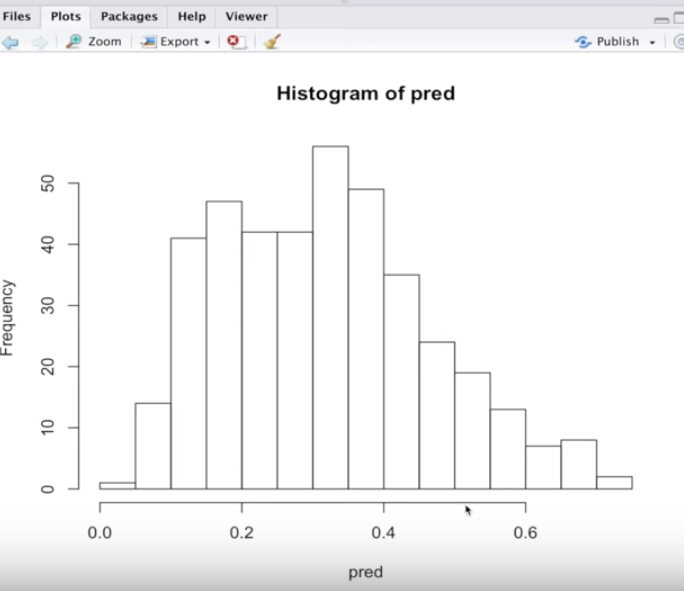 Files Plots Packages Help Viewer
Zoom Export Publish
Histogram of pred
Frequency
50
40
30
20
10
0
0.0 0.2 0.4 0.6
pred